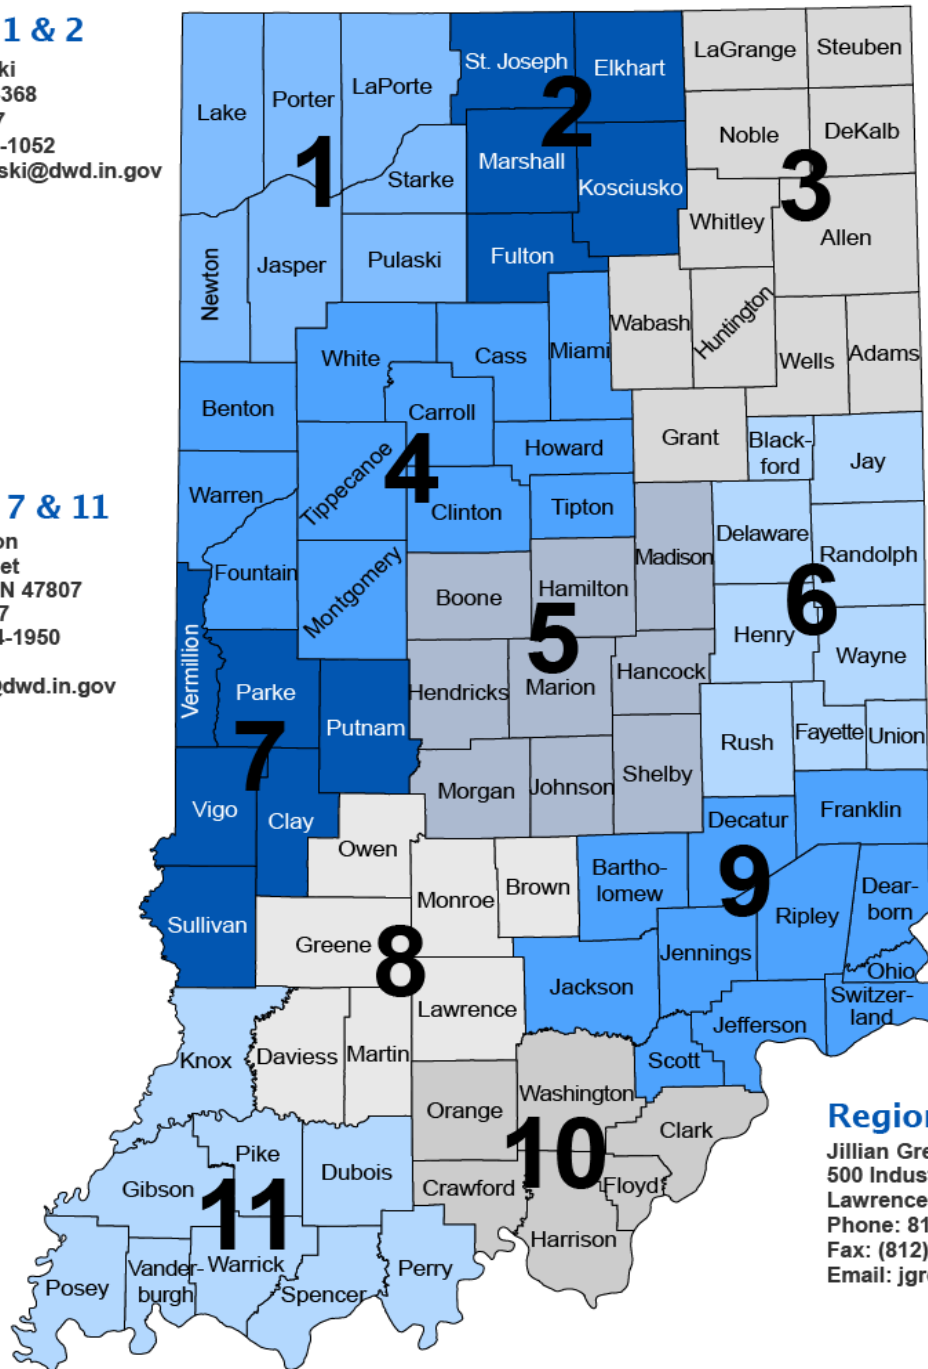 1 & 2
ki
368
7
-1052
ski@dwd.in.gov
7 & 11
on
et
N 47807
7
4-1950
@dwd.in.gov
Lake
Porter
LaPorte
St. Joseph
Elkhart
LaGrange
Steuben
1
2
Noble
DeKalb
3
Starke
Marshall
Kosciusko
Whitley
Allen
Newton
Jasper
Pulaski
Fulton
Wabash
Huntington
Wells
Adams
White
Cass
Miami
Benton
Carroll
4
Howard
Grant
Black-
ford
Jay
Warren
Tippecanoe
Clinton
Tipton
Madison
Delaware
Randolph
Fountain
Montgomery
Boone
Hamilton
5
6
Henry
Wayne
Vermillion
Parke
7
Putnam
Hendricks
Marion
Hancock
Rush
Fayette
Union
Vigo
Clay
Morgan
Johnson
Shelby
Decatur
Franklin
Owen
Monroe
Brown
Bartho-
lomew
9
Ripley
Dear-
born
Sullivan
Greene
8
Jennings
Ohio
Lawrence
Jackson
Jefferson
Switzer-
land
Knox
Daviess
Martin
Scott
Orange
Washington
10
Clark
Pike
Dubois
Crawford
Floyd
Gibson
11
Harrison
Posey
Vander-
burgh
Warrick
Spencer
Perry
Region
Jillian Gre
500 Indus
Lawrence
Phone: 81
Fax: (812)
Email: jgr